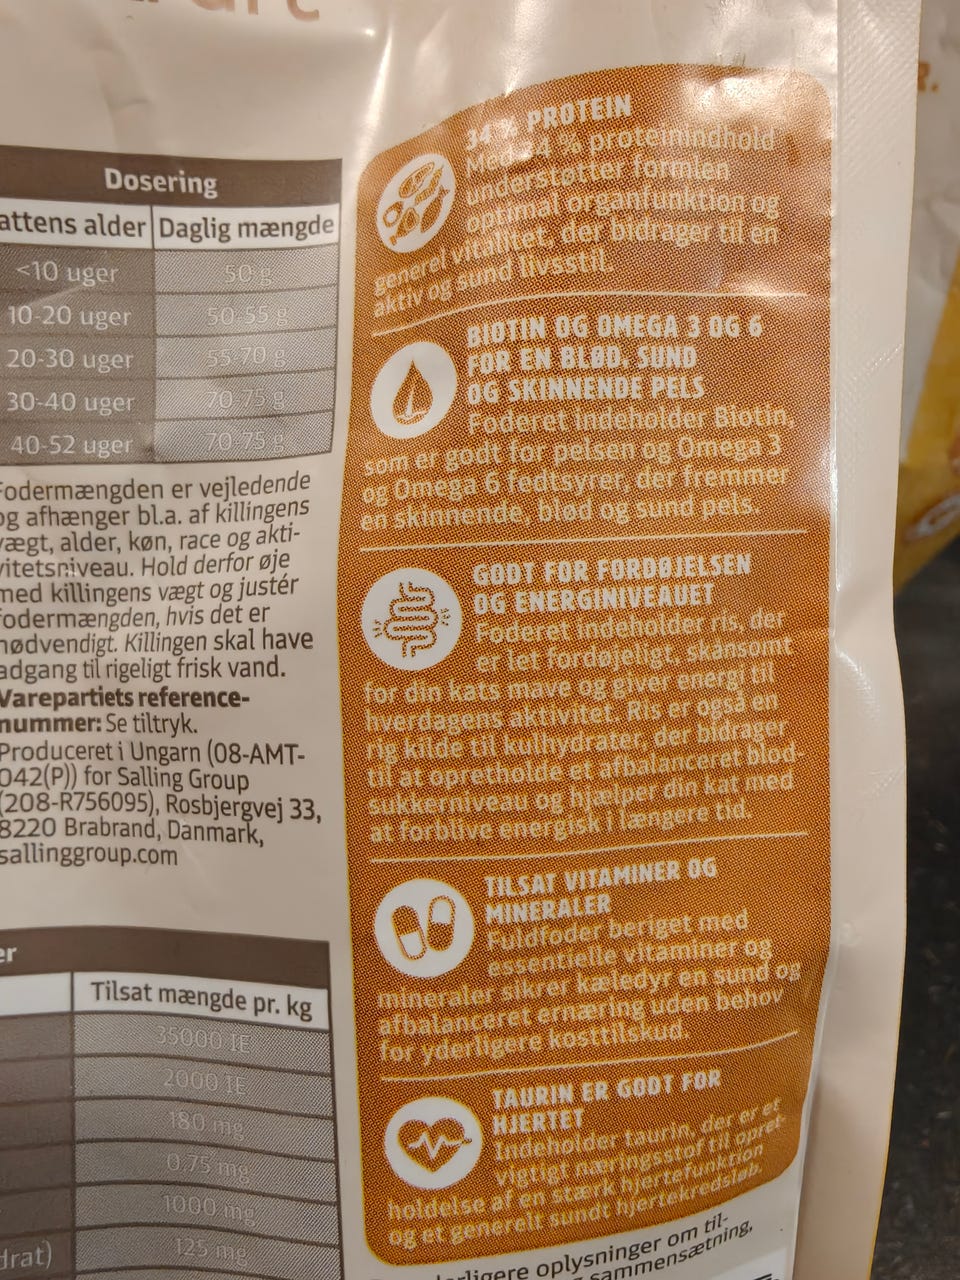 Dosering
attens alder Daglig mængde
<10 uger 50 g
10-20 uger 50-55 g
20-30 uger 55-70 g
30-40 uger 70-75 g
40-52 uger 70-75 g
Fodermængden er vejledende
og afhænger bl.a. af killingens
vægt, alder, køn, race og akti-
vitetsniveau. Hold derfor øje
med killingens vægt og justér
fodermængden, hvis det er
nødvendigt. Killingen skal have
adgang til rigeligt frisk vand.
Varepartiets reference-
nummer: Se tiltryk.
Produceret i Ungarn (08-AMT-
042(P)) for Salling Group
(208-R756095), Rosbjergvej 33,
8220 Brabrand, Danmark,
sallinggroup.com
er
Tilsat mængde pr. kg
35000 IE
2000 IE
180 mg
0.75 mg
1000 mg
drat) 125 mg
34 % PROTEIN
Med 34 % proteinindhold
understøtter formlen
optimal organfunktion og
generel vitalitet, der bidrager til en
aktiv og sund livsstil.
BIOTIN OG OMEGA 3 OG 6
FOR EN BLØD, SUND
OG SKINNENDE PELS
Foderet indeholder Biotin,
som er godt for pelsen og Omega 3
og Omega 6 fedtsyrer, der fremmer
en skinnende, blød og sund pels.
GODT FOR FORDØJELSEN
OG ENERGINIVEAUET
Foderet indeholder ris, der
er let fordøjeligt, skånsomt
for din kats mave og giver energi til
hverdagens aktivitet. Ris er også en
rig kilde til kulhydrater, der bidrager
til at opretholde et afbalanceret blod-
sukkerniveau og hjælper din kat med
at forblive energisk i længere tid.
TILSAT VITAMINER OG
MINERALER
Fuldfoder beriget med
essentielle vitaminer og
mineraler sikrer kæledyr en sund og
afbalanceret ernæring uden behov
for yderligere kosttilskud.
TAURIN ER GODT FOR
HJERTET
Indeholder taurin, der er et
vigtigt næringsstof til opret-
holdelse af en stærk hjertefunktion
og et generelt sundt hjertekredsløb.
erligere oplysninger om til-
sammensætning,
R.